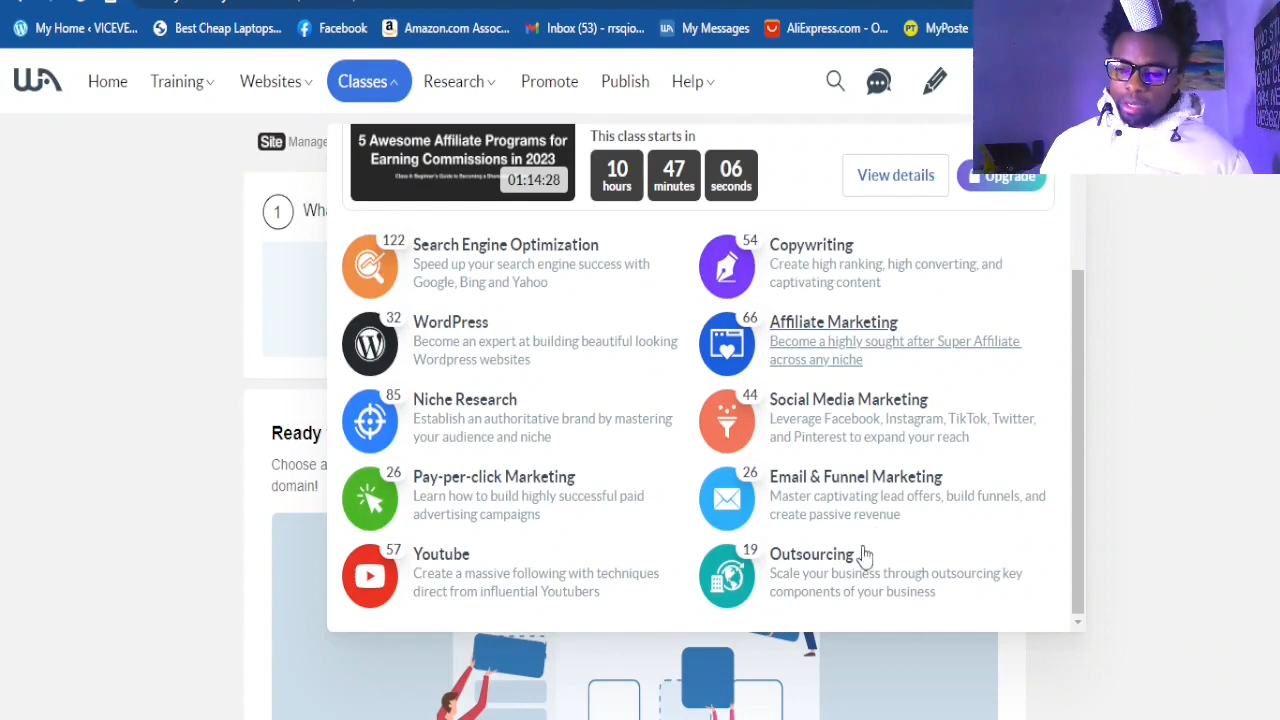 My Home ‹ VICEVE... Best Cheap Laptops... Facebook Amazon.com Assoc... Inbox (53) – rrsqio... My Messages AliExpress.com - O... MyPoste
WA Home Training Websites Classes Research Promote Publish Help
Site Manage
5 Awesome Affiliate Programs for
Earning Commissions in 2023
01:14:28
This class starts in
10 47 06
hours minutes seconds
View details
Upgrade
1
Ready
Choose a
domain!
122 Search Engine Optimization
Speed up your search engine success with
Google, Bing and Yahoo
54 Copywriting
Create high ranking, high converting, and
captivating content
32 WordPress
Become an expert at building beautiful looking
Wordpress websites
66 Affiliate Marketing
Become a highly sought after Super Affiliate
across any niche
85 Niche Research
Establish an authoritative brand by mastering
your audience and niche
44 Social Media Marketing
Leverage Facebook, Instagram, TikTok, Twitter,
and Pinterest to expand your reach
26 Pay-per-click Marketing
Learn how to build highly successful paid
advertising campaigns
26 Email & Funnel Marketing
Master captivating lead offers, build funnels, and
create passive revenue
57 Youtube
Create a massive following with techniques
direct from influential Youtubers
19 Outsourcing
Scale your business through outsourcing key
components of your business